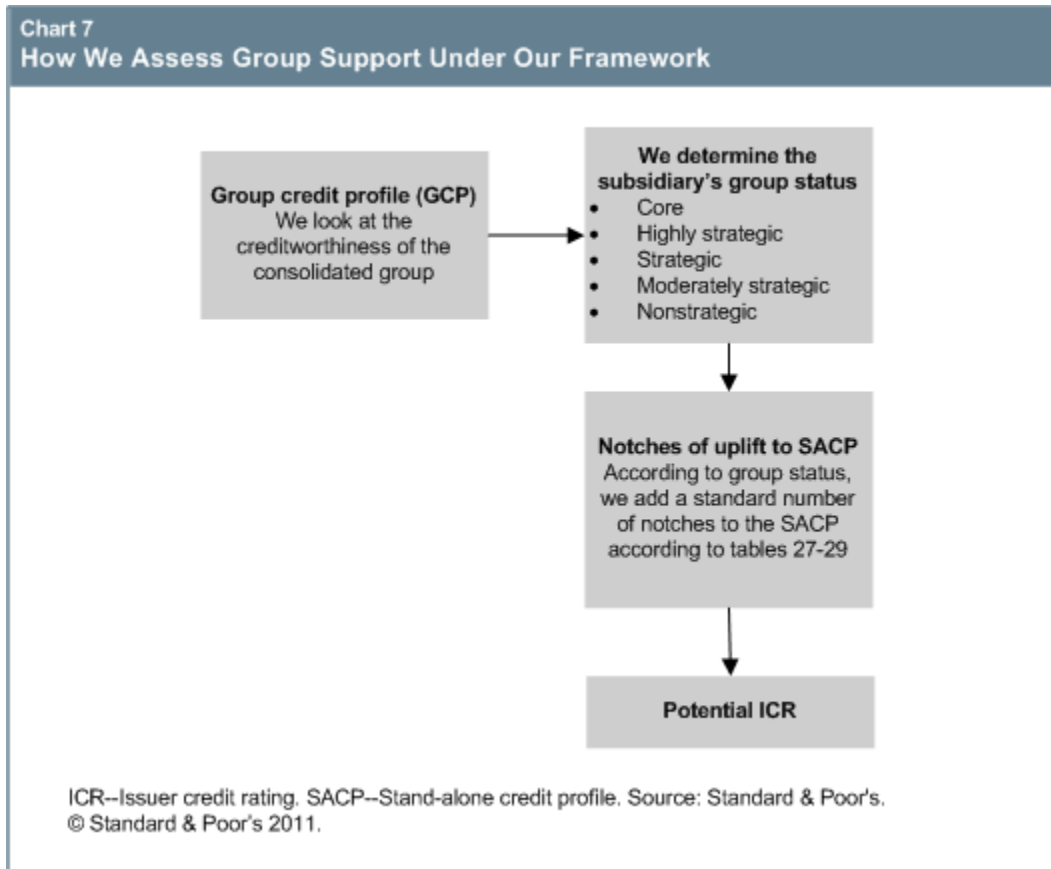 Chart 7
How We Assess Group Support Under Our Framework
Group credit profile (GCP)
We look at the
creditworthiness of the
consolidated group
We determine the
subsidiary's group status
• Core
• Highly strategic
• Strategic
• Moderately strategic
• Nonstrategic
Notches of uplift to SACP
According to group status,
we add a standard number
of notches to the SACP
according to tables 27-29
Potential ICR
ICR--Issuer credit rating. SACP--Stand-alone credit profile. Source: Standard & Poor's.
© Standard & Poor's 2011.